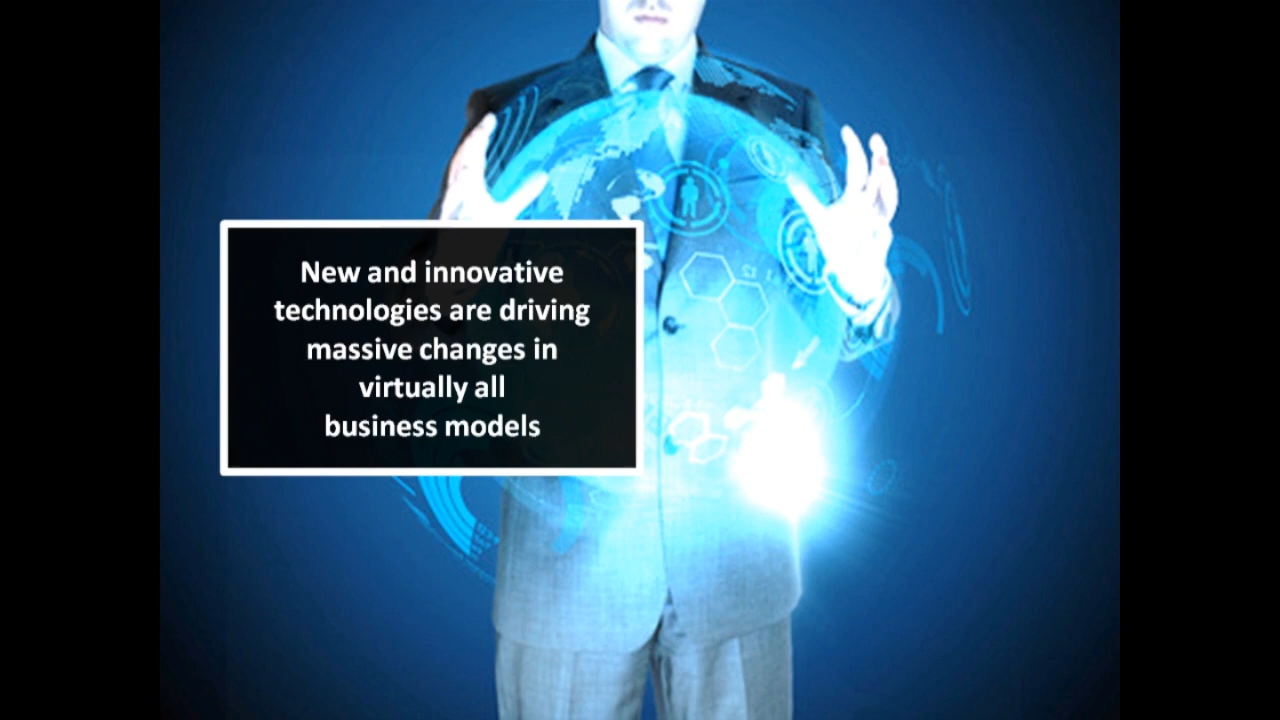 New and innovative
technologies are driving
massive changes in
virtually all
business models